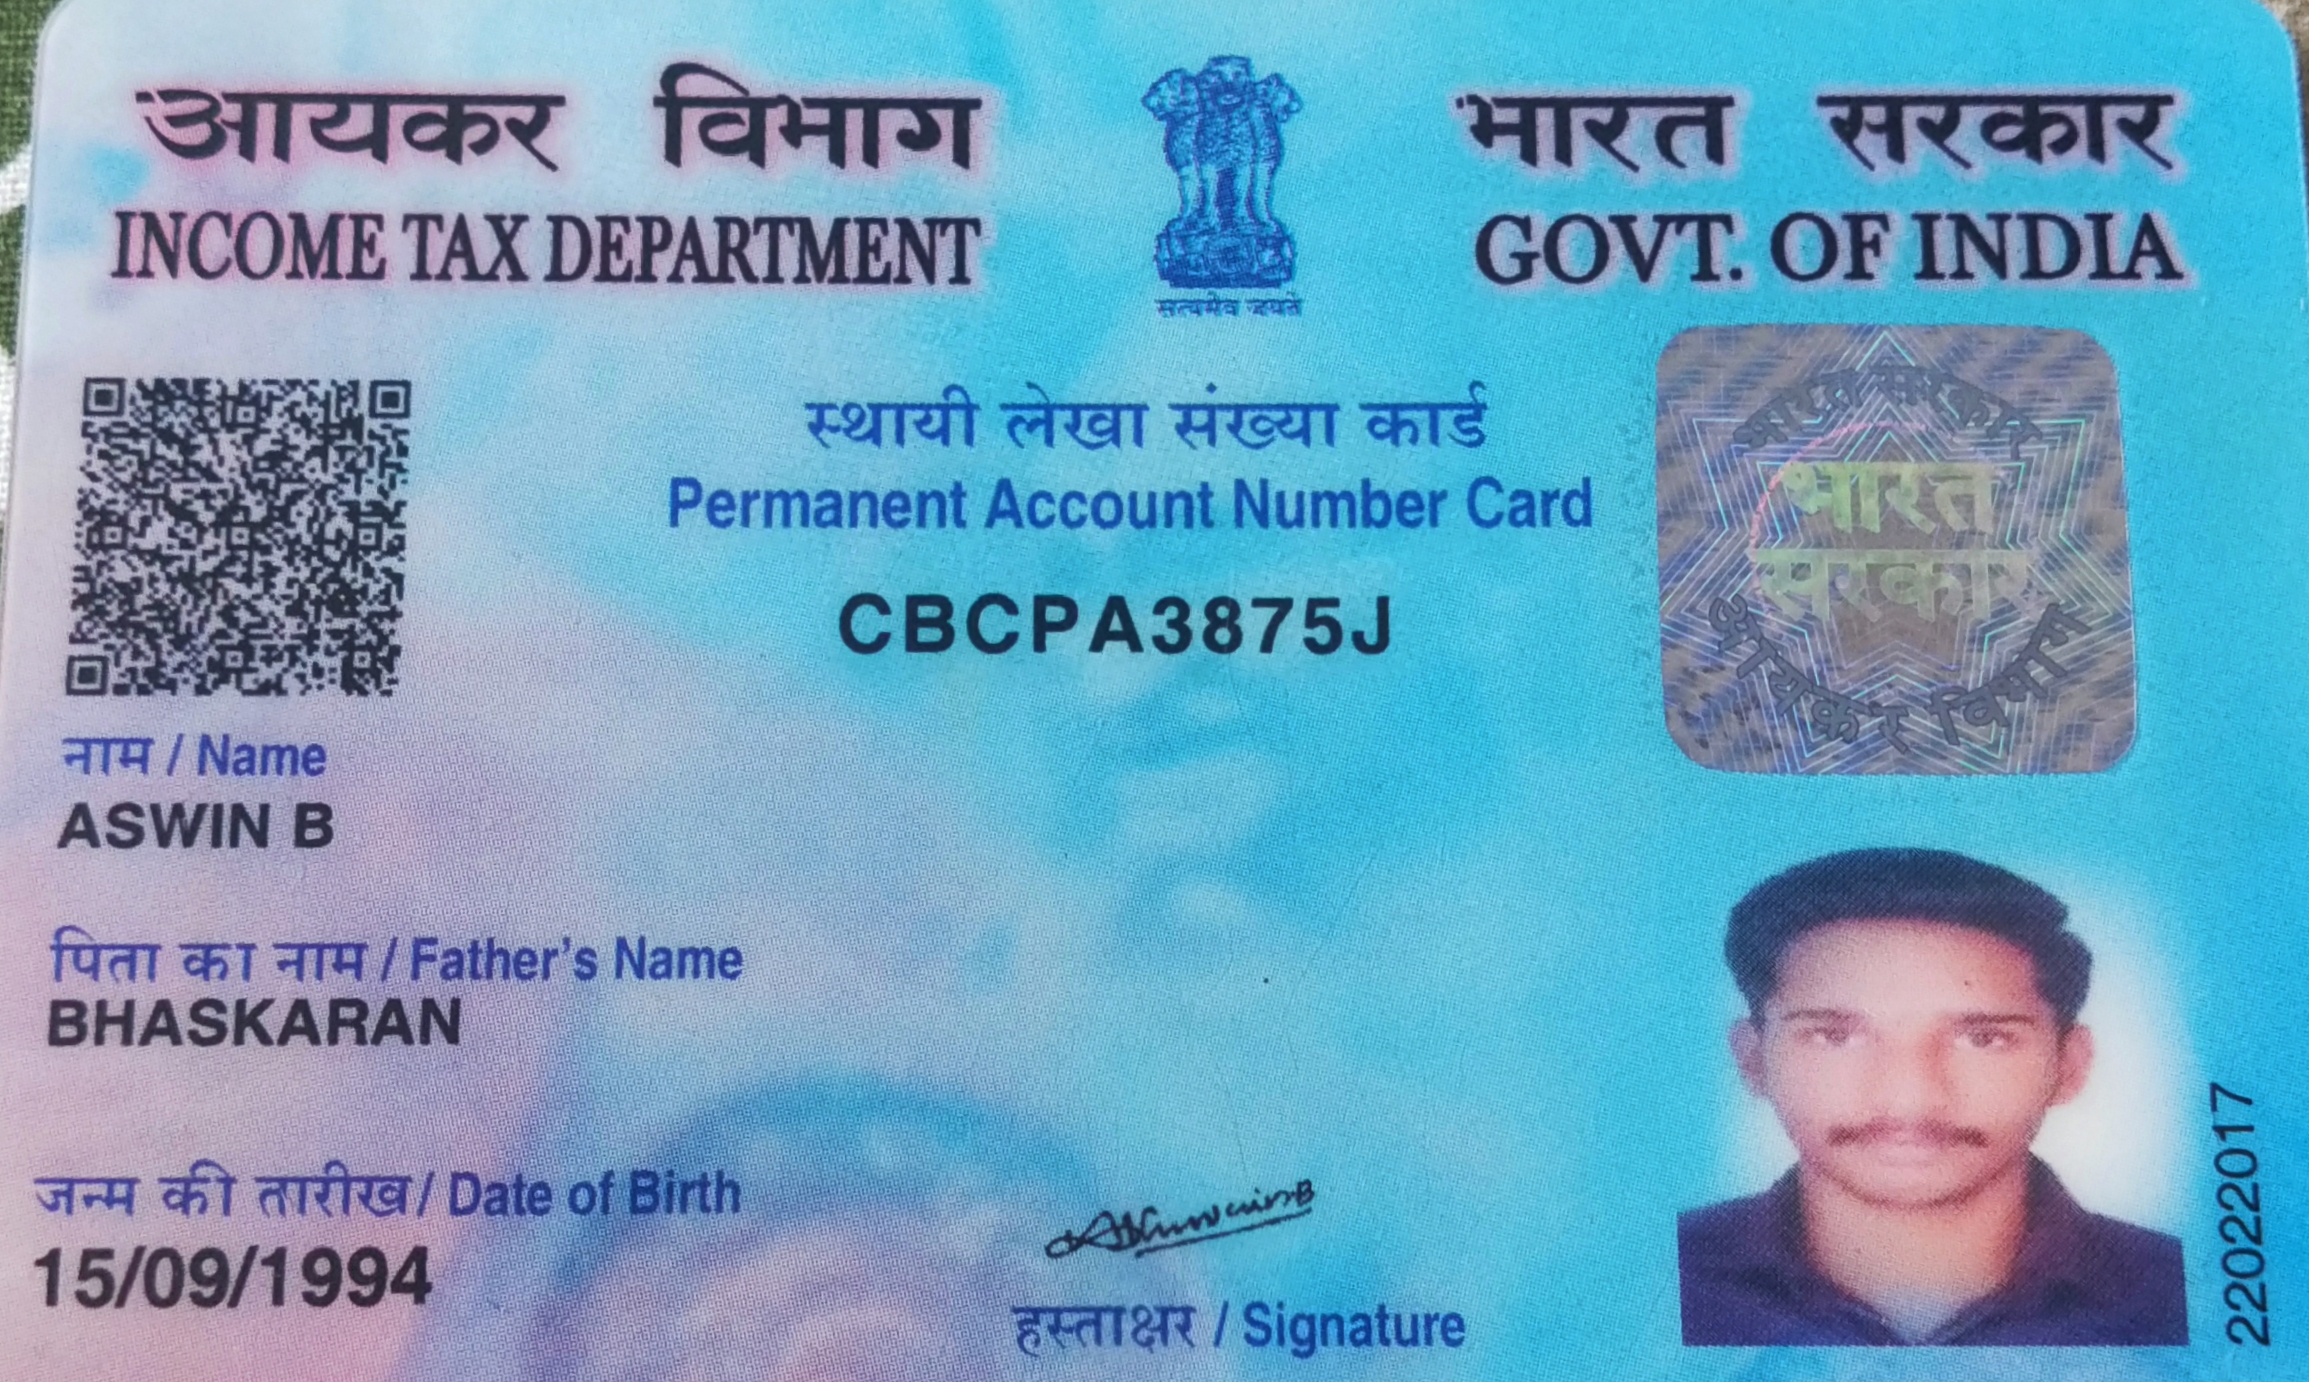 आयकर विभाग
INCOME TAX DEPARTMENT
सत्यमेव जयते
भारत सरकार
GOVT. OF INDIA
स्थायी लेखा संख्या कार्ड
Permanent Account Number Card
CBCPA3875J
भारत सरकार
भारत
सरकार
आयकर विभाग
नाम / Name
ASWIN B
पिता का नाम / Father's Name
BHASKARAN
जन्म की तारीख / Date of Birth
15/09/1994
हस्ताक्षर / Signature
22022017